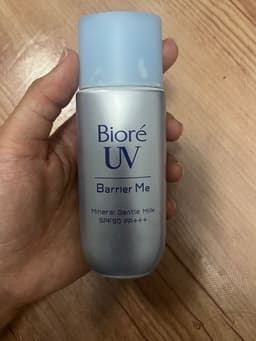 Bioré
UV
Barrier Me
Mineral Gentle Milk
SPF50 PA+++